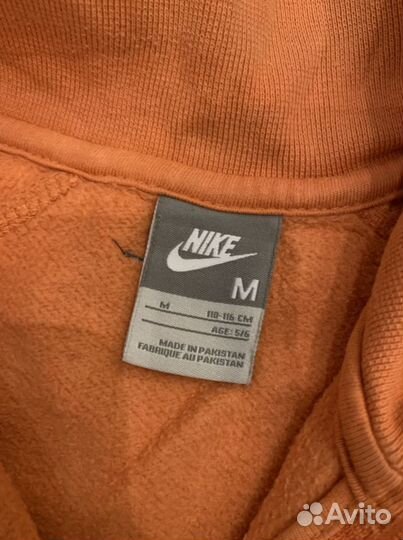 NIKE
M
M 110-116 CM
AGE: 5/6
MADE IN PAKISTAN
FABRIQUE AU PAKISTAN
Avito